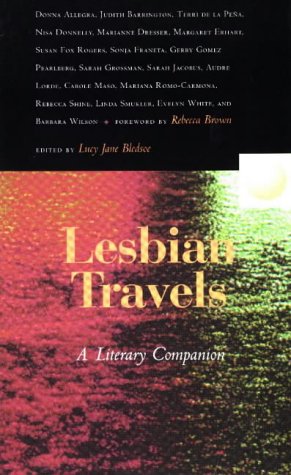 Donna Allegra, Judith Barrington, Terri de la Peña,
Nisa Donnelly, Marianne Dresser, Margaret Erhart,
Susan Fox Rogers, Sonja Franeta, Gerry Gomez
Pearlberg, Sarah Grossman, Sarah Jacobus, Audre
Lorde, Carole Maso, Mariana Romo-Carmona,
Rebecca Shine, Linda Smukler, Evelyn White, and
Barbara Wilson ✦ foreword by Rebecca Brown
edited by Lucy Jane Bledsoe
Lesbian
Travels
A Literary Companion